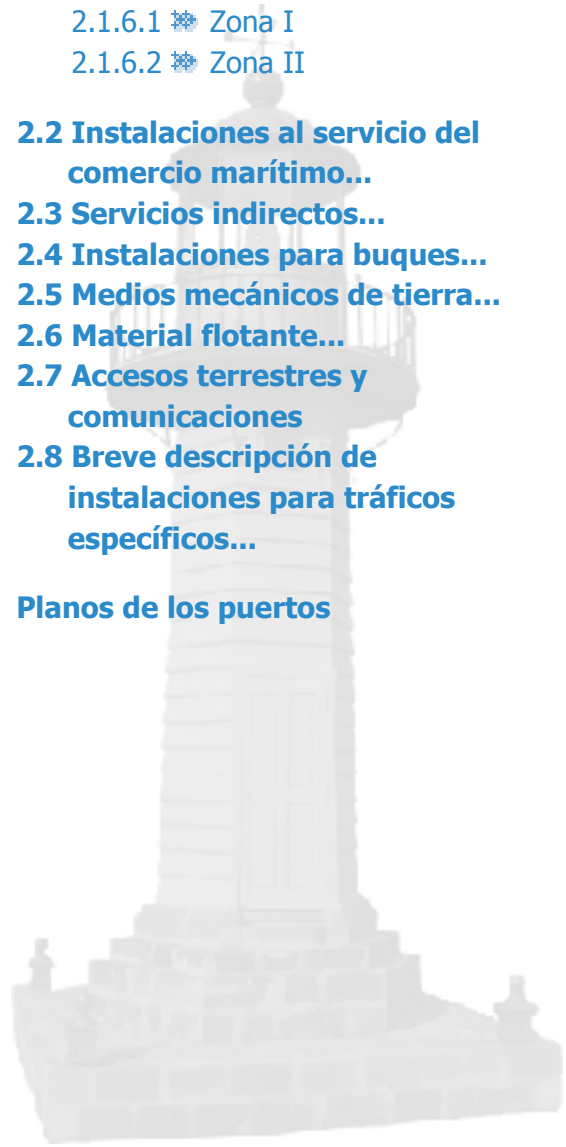 2.1.6.1 Zona I
2.1.6.2 Zona II
2.2 Instalaciones al servicio del
comercio marítimo...
2.3 Servicios indirectos...
2.4 Instalaciones para buques...
2.5 Medios mecánicos de tierra...
2.6 Material flotante...
2.7 Accesos terrestres y
comunicaciones
2.8 Breve descripción de
instalaciones para tráficos
específicos...
Planos de los puertos